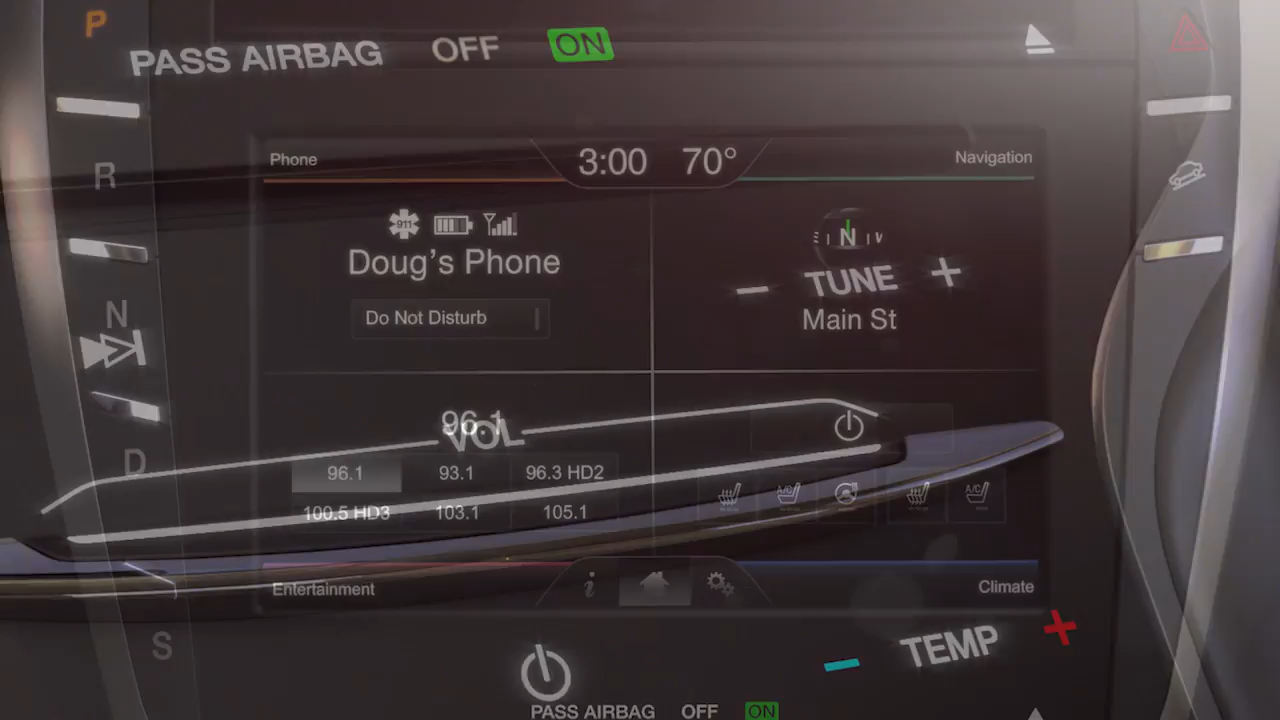 P
PASS AIRBAG OFF ON
R
Phone
3:00 70°
Navigation
911
Doug's Phone
N
Do Not Disturb
- TUNE +
Main St
N
96.1
VOL
D
96.1 93.1 96.3 HD2
100.5 HD3 103.1 105.1
A/C
A/C
Entertainment
i
Climate
S
- TEMP +
PASS AIRBAG OFF ON